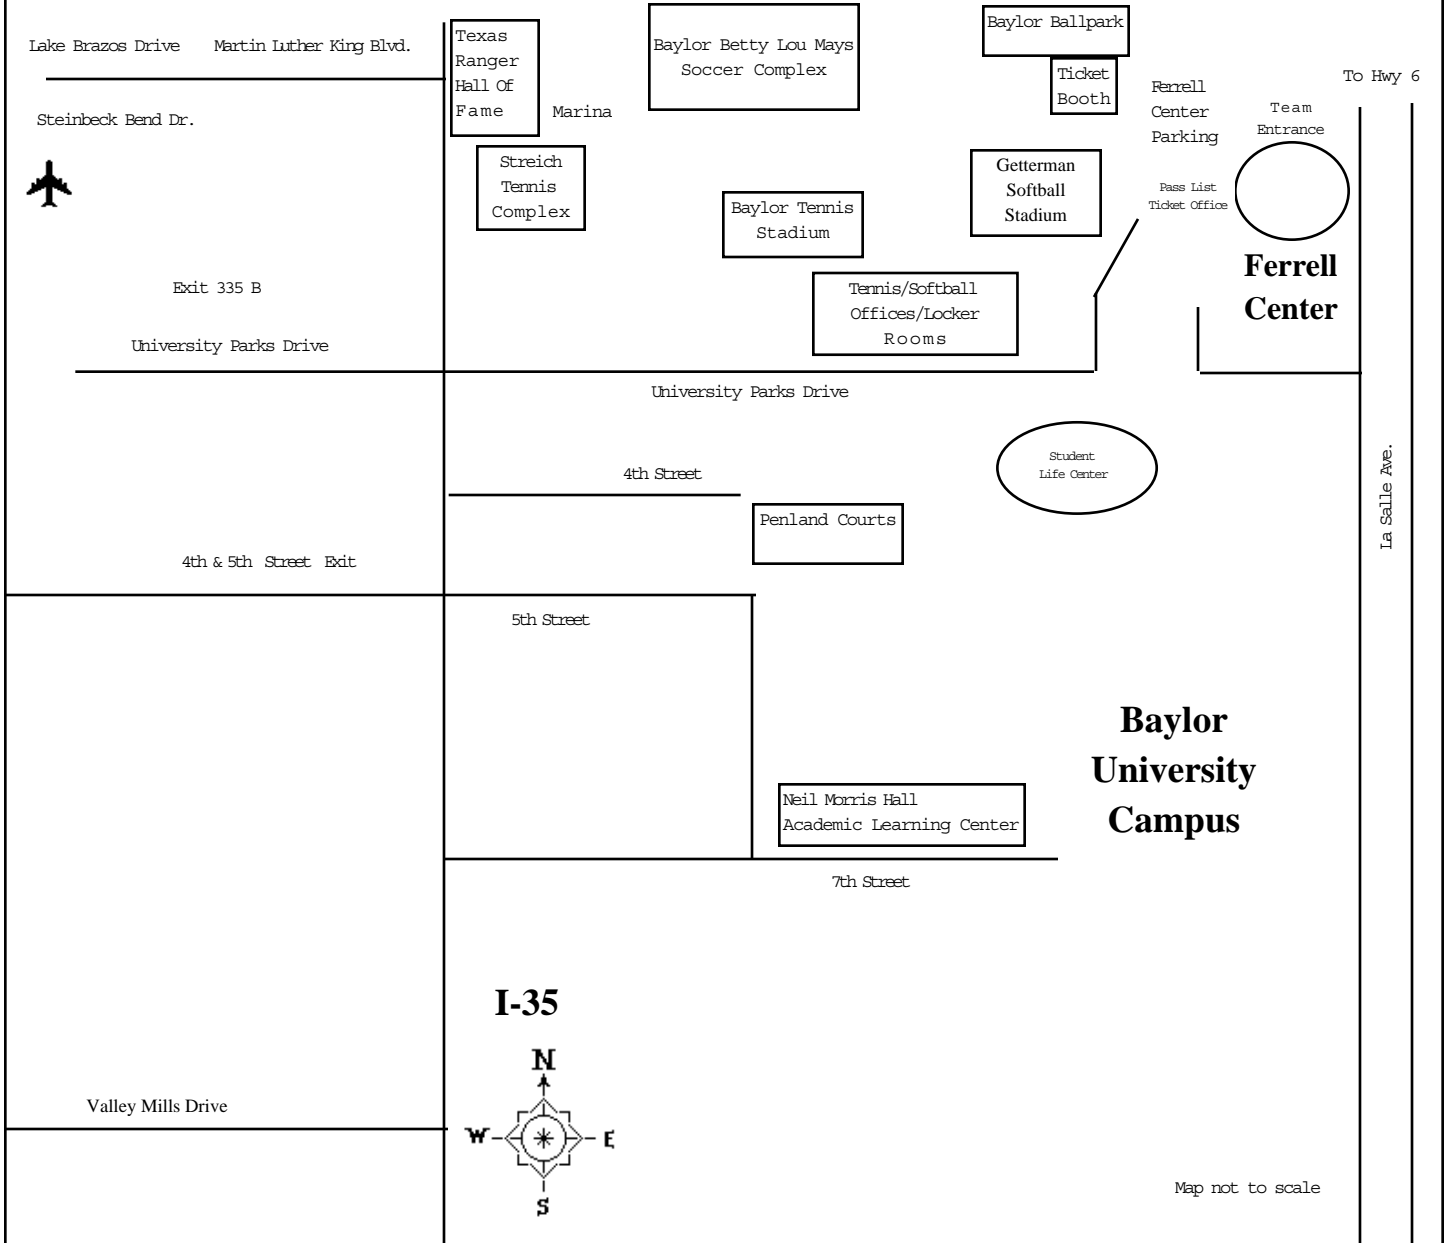 Lake Brazos Drive
Martin Luther King Blvd.
Steinbeck Bend Dr.
Texas
Ranger
Hall Of
Fame
Marina
Baylor Betty Lou Mays
Soccer Complex
Baylor Ballpark
Ticket
Booth
Ferrell
Center
Parking
Team
Entrance
To Hwy 6
Streich
Tennis
Complex
Baylor Tennis
Stadium
Getterman
Softball
Stadium
Pass List
Ticket Office
Ferrell
Center
Exit 335 B
Tennis/Softball
Offices/Locker
Rooms
University Parks Drive
University Parks Drive
Student
Life Center
4th Street
La Salle Ave.
Penland Courts
4th & 5th Street Exit
5th Street
Baylor
University
Campus
Neil Morris Hall
Academic Learning Center
7th Street
I-35
N
Valley Mills Drive
W
E
S
Map not to scale